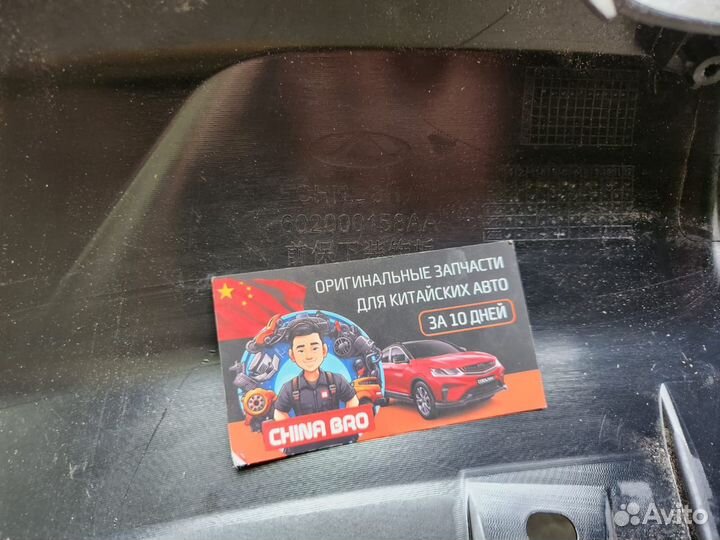 602000158AA
ОРИГИНАЛЬНЫЕ ЗАПЧАСТИ
ДЛЯ КИТАЙСКИХ АВТО
ЗА 10 ДНЕЙ
CHINA BRO
Avito